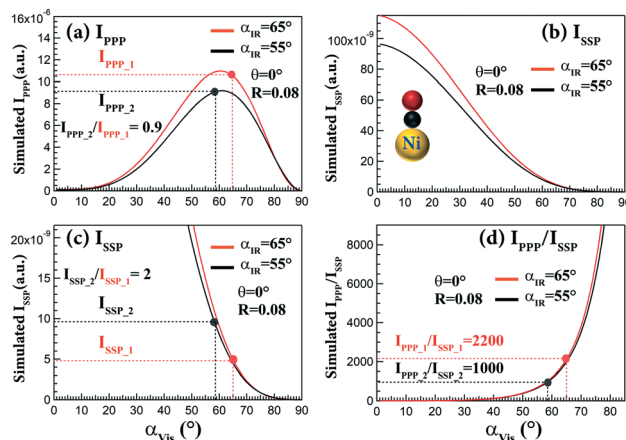 16x10⁻⁶
14
12
10
8
6
4
2
0
Simulated I_PPP(a.u.)
(a) I_PPP
α_IR=65°
α_IR=55°
I_PPP_1
θ=0°
R=0.08
I_PPP_2
I_PPP_2/I_PPP_1= 0.9
0 10 20 30 40 50 60 70 80 90
(b)
I_SSP
100x10⁻⁹
80
60
40
20
0
Simulated I_SSP(a.u.)
θ=0°
R=0.08
α_IR=65°
α_IR=55°
Ni
0 10 20 30 40 50 60 70 80 90
20x10⁻⁹
15
10
5
0
Simulated I_SSP(a.u.)
(c) I_SSP
I_SSP_2/I_SSP_1= 2
I_SSP_2
I_SSP_1
α_IR=65°
α_IR=55°
θ=0°
R=0.08
0 10 20 30 40 50 60 70 80 90
α_Vis (°)
(d) I_PPP/I_SSP
8000
6000
4000
2000
0
Simulated I_PPP/I_SSP
θ=0°
R=0.08
α_IR=65°
α_IR=55°
I_PPP_1/I_SSP_1=2200
I_PPP_2/I_SSP_2=1000
0 10 20 30 40 50 60 70 80 90
α_Vis (°)